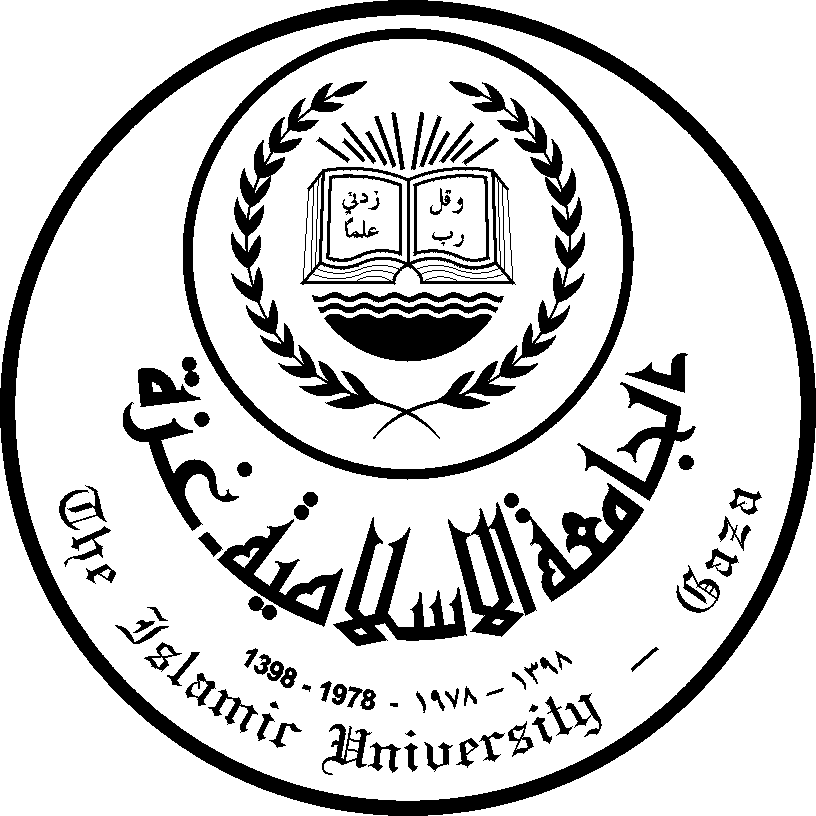 وقل
رب
زدني
علماً
الجامعة الإسلامية - غزة
1398 - 1978 - ١٩٧٨ – ١٣٩٨
The Islamic University – Gaza